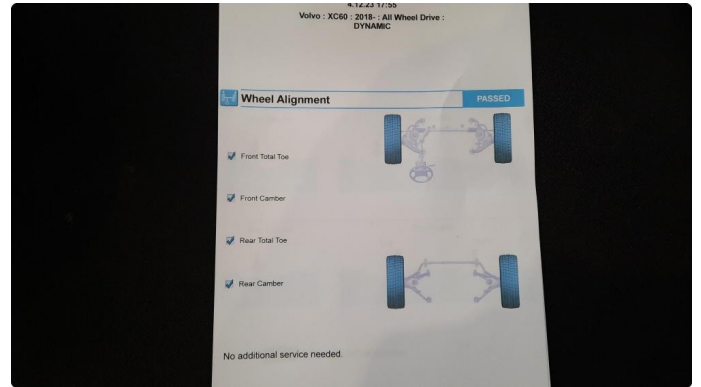 4.12.23 17:55
Volvo : XC60 : 2018- : All Wheel Drive :
DYNAMIC
Wheel Alignment
PASSED
Front Total Toe
Front Camber
Rear Total Toe
Rear Camber
No additional service needed.